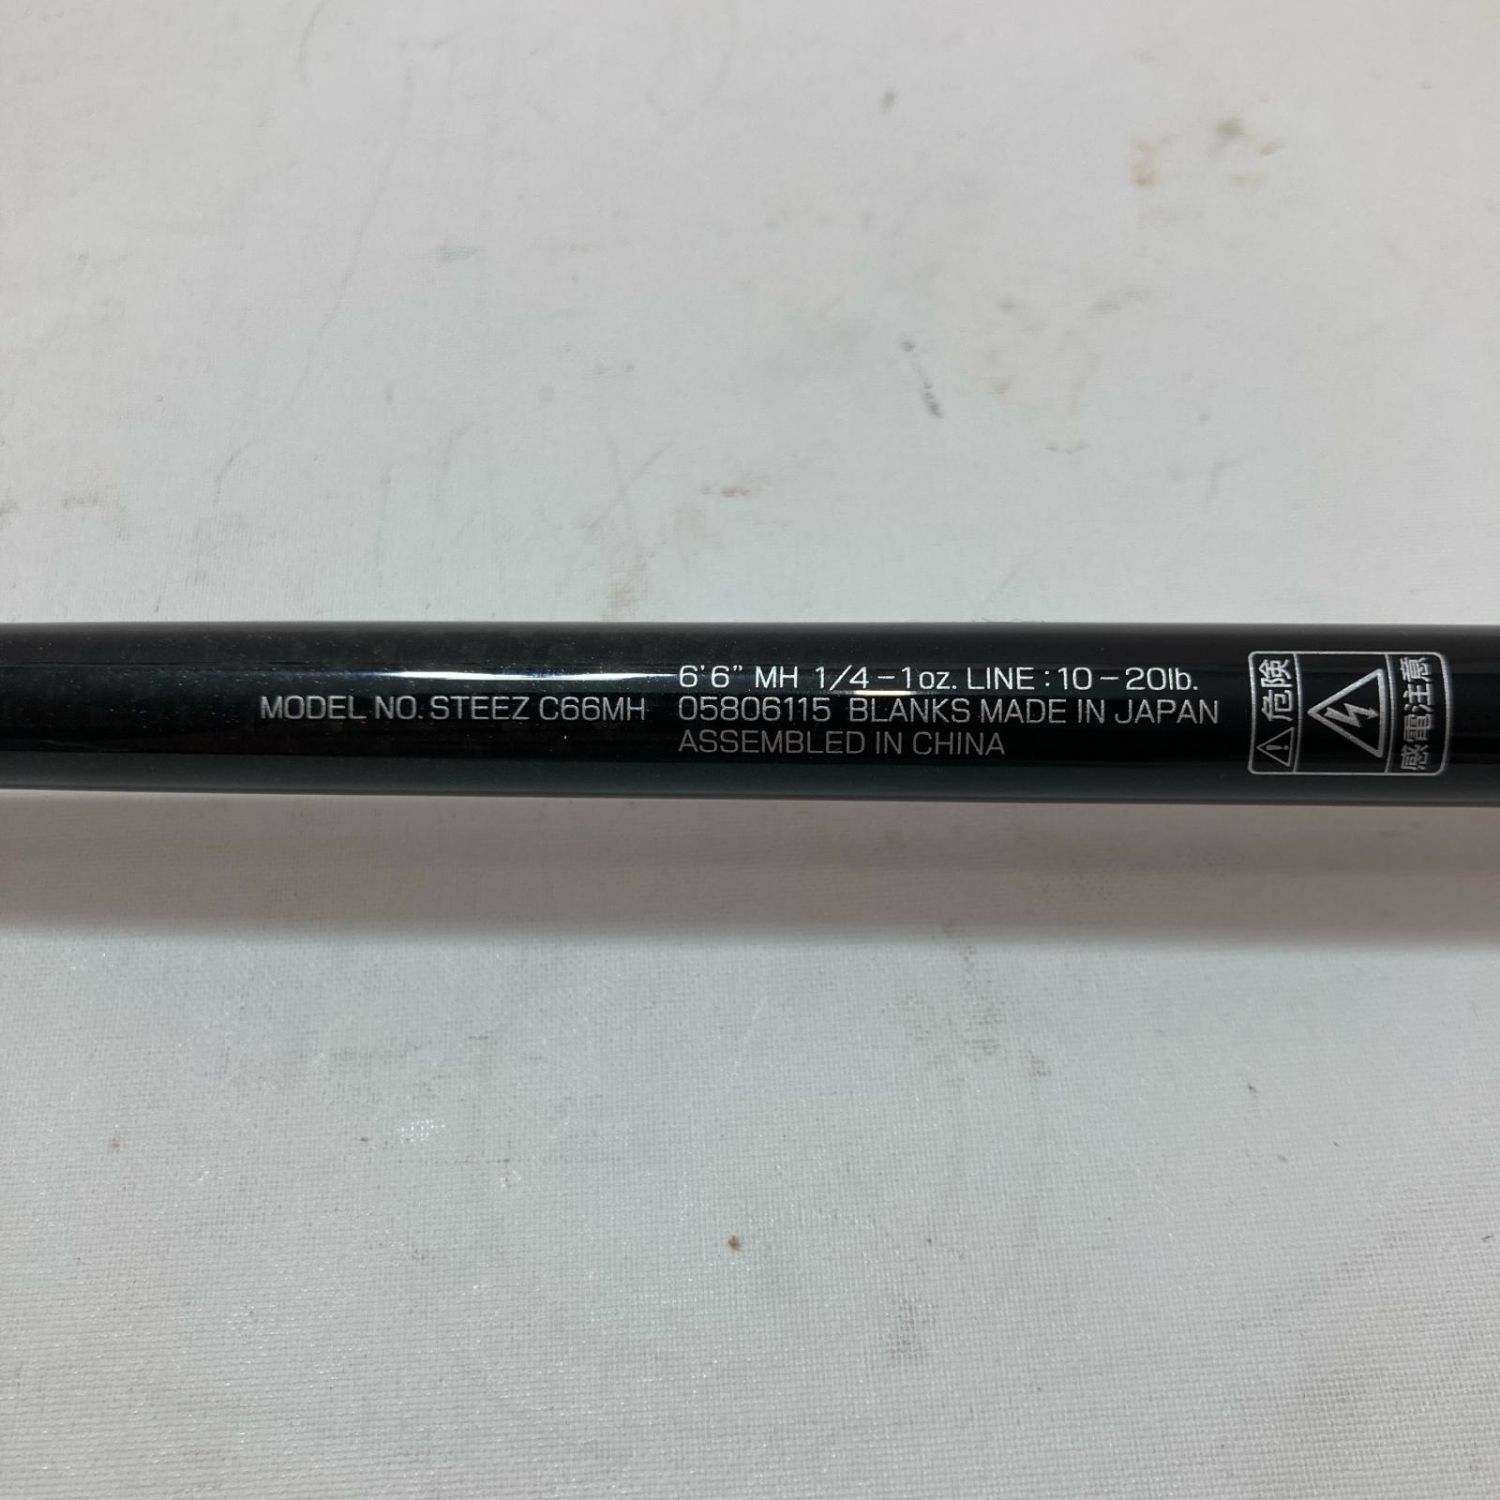 6'6" MH 1/4-1oz. LINE:10-20lb.
MODEL NO. STEEZ C66MH 05806115 BLANKS MADE IN JAPAN
ASSEMBLED IN CHINA
危険
感電注意